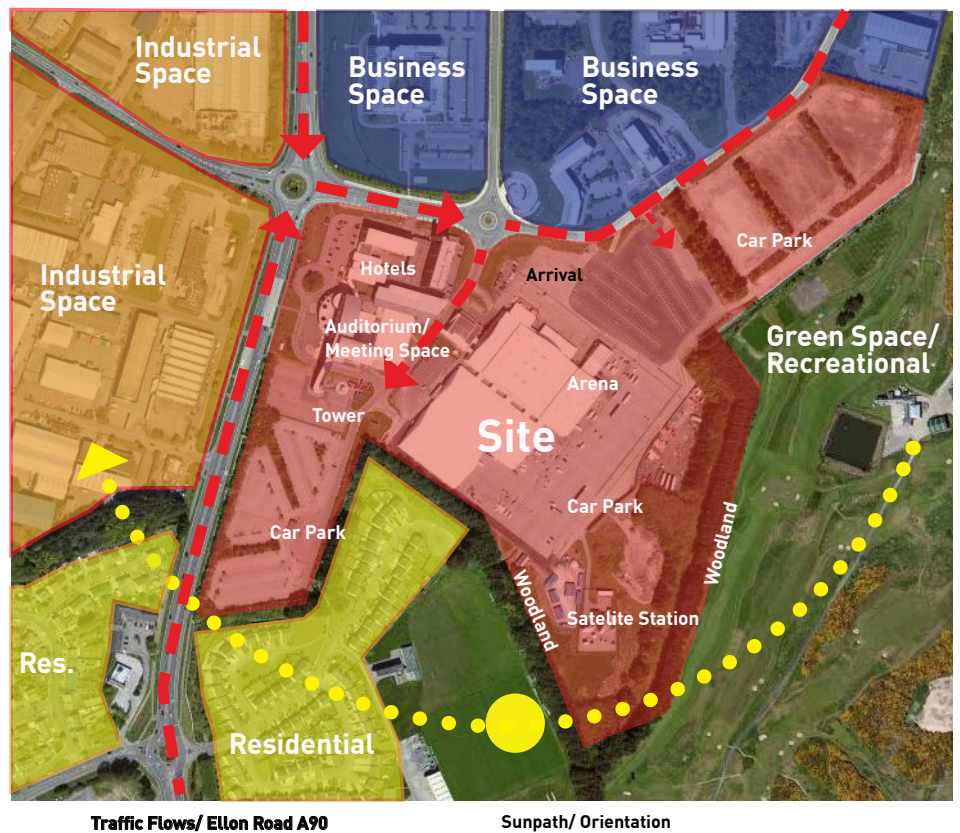 Industrial
Space
Business
Space
Business
Space
Industrial
Space
Hotels
Arrival
Car Park
Auditorium/
Meeting Space
Green Space/
Recreational
Arena
Tower
Site
Car Park
Car Park
Woodland
Woodland
Satelite Station
Res.
Residential
Traffic Flows/ Ellon Road A90
Sunpath/ Orientation